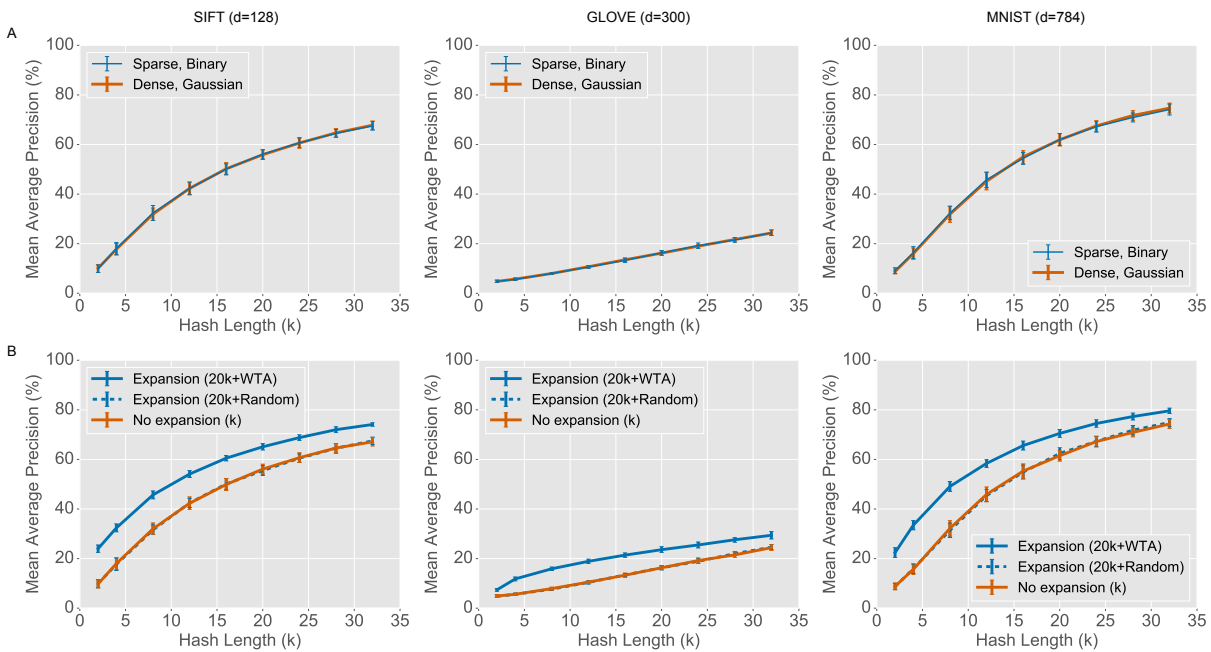 SIFT (d=128)
GLOVE (d=300)
MNIST (d=784)
A
Mean Average Precision (%)
100
80
60
40
20
0
Sparse, Binary
Dense, Gaussian
0 5 10 15 20 25 30 35
Hash Length (k)
Mean Average Precision (%)
100
80
60
40
20
0
Sparse, Binary
Dense, Gaussian
0 5 10 15 20 25 30 35
Hash Length (k)
Mean Average Precision (%)
100
80
60
40
20
0
Sparse, Binary
Dense, Gaussian
0 5 10 15 20 25 30 35
Hash Length (k)
B
Mean Average Precision (%)
100
80
60
40
20
0
Expansion (20k+WTA)
Expansion (20k+Random)
No expansion (k)
0 5 10 15 20 25 30 35
Hash Length (k)
Mean Average Precision (%)
100
80
60
40
20
0
Expansion (20k+WTA)
Expansion (20k+Random)
No expansion (k)
0 5 10 15 20 25 30 35
Hash Length (k)
Mean Average Precision (%)
100
80
60
40
20
0
Expansion (20k+WTA)
Expansion (20k+Random)
No expansion (k)
0 5 10 15 20 25 30 35
Hash Length (k)